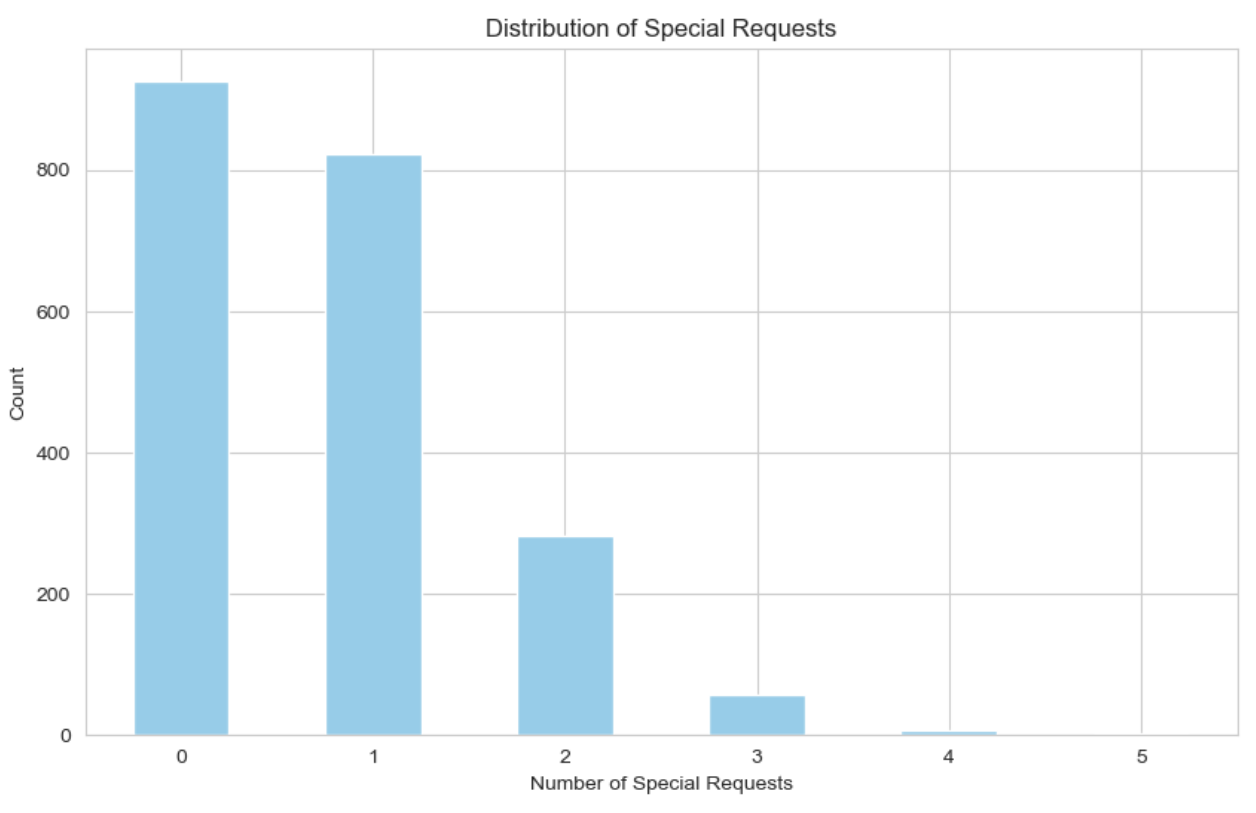 Distribution of Special Requests
800
600
400
200
0
Count
0 1 2 3 4 5
Number of Special Requests